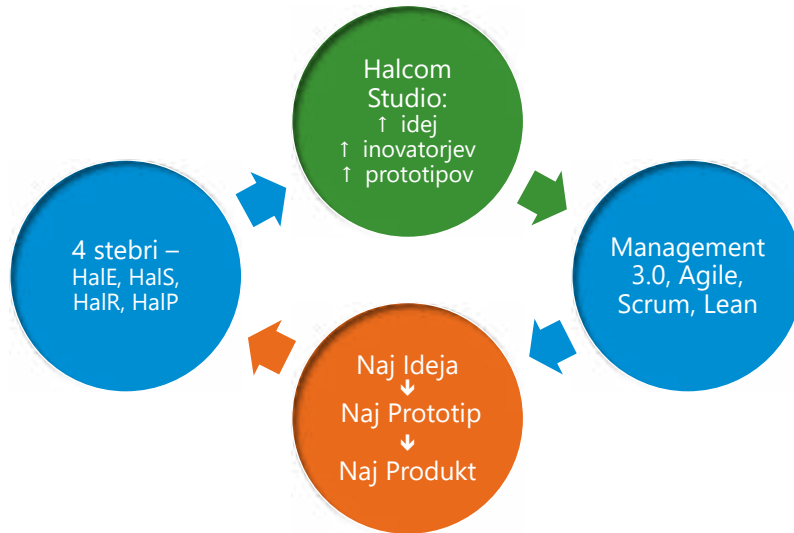 Halcom
Studio:
↑ idej
↑ inovatorjev
↑ prototipov
Management
3.0, Agile,
Scrum, Lean
Naj Ideja
↓
Naj Prototip
↓
Naj Produkt
4 stebri –
HalE, HalS,
HalR, HalP